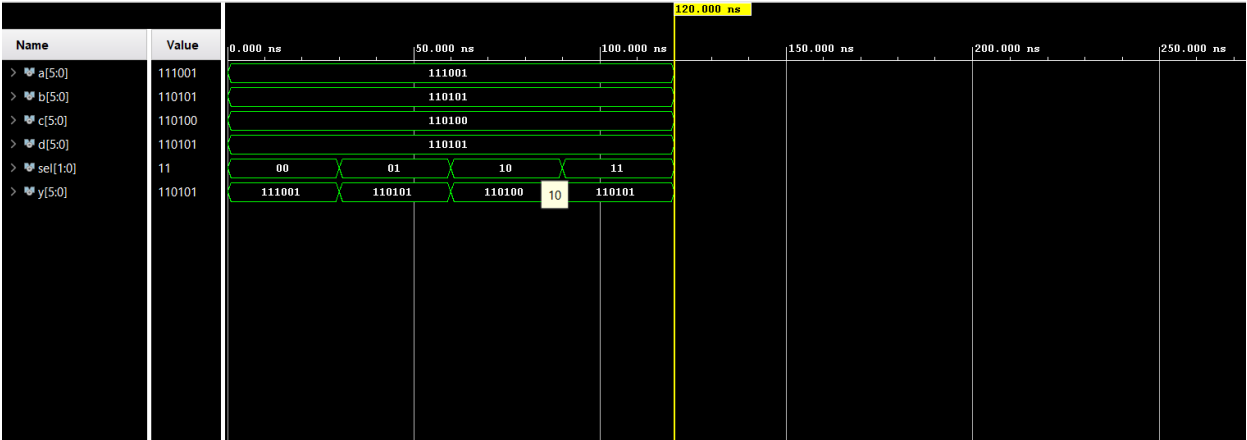 120.000 ns
Name Value 0.000 ns 50.000 ns 100.000 ns 150.000 ns 200.000 ns 250.000 ns
a[5:0] 111001 111001
b[5:0] 110101 110101
c[5:0] 110100 110100
d[5:0] 110101 110101
sel[1:0] 11 00 01 10 11
y[5:0] 110101 111001 110101 110100 10 110101